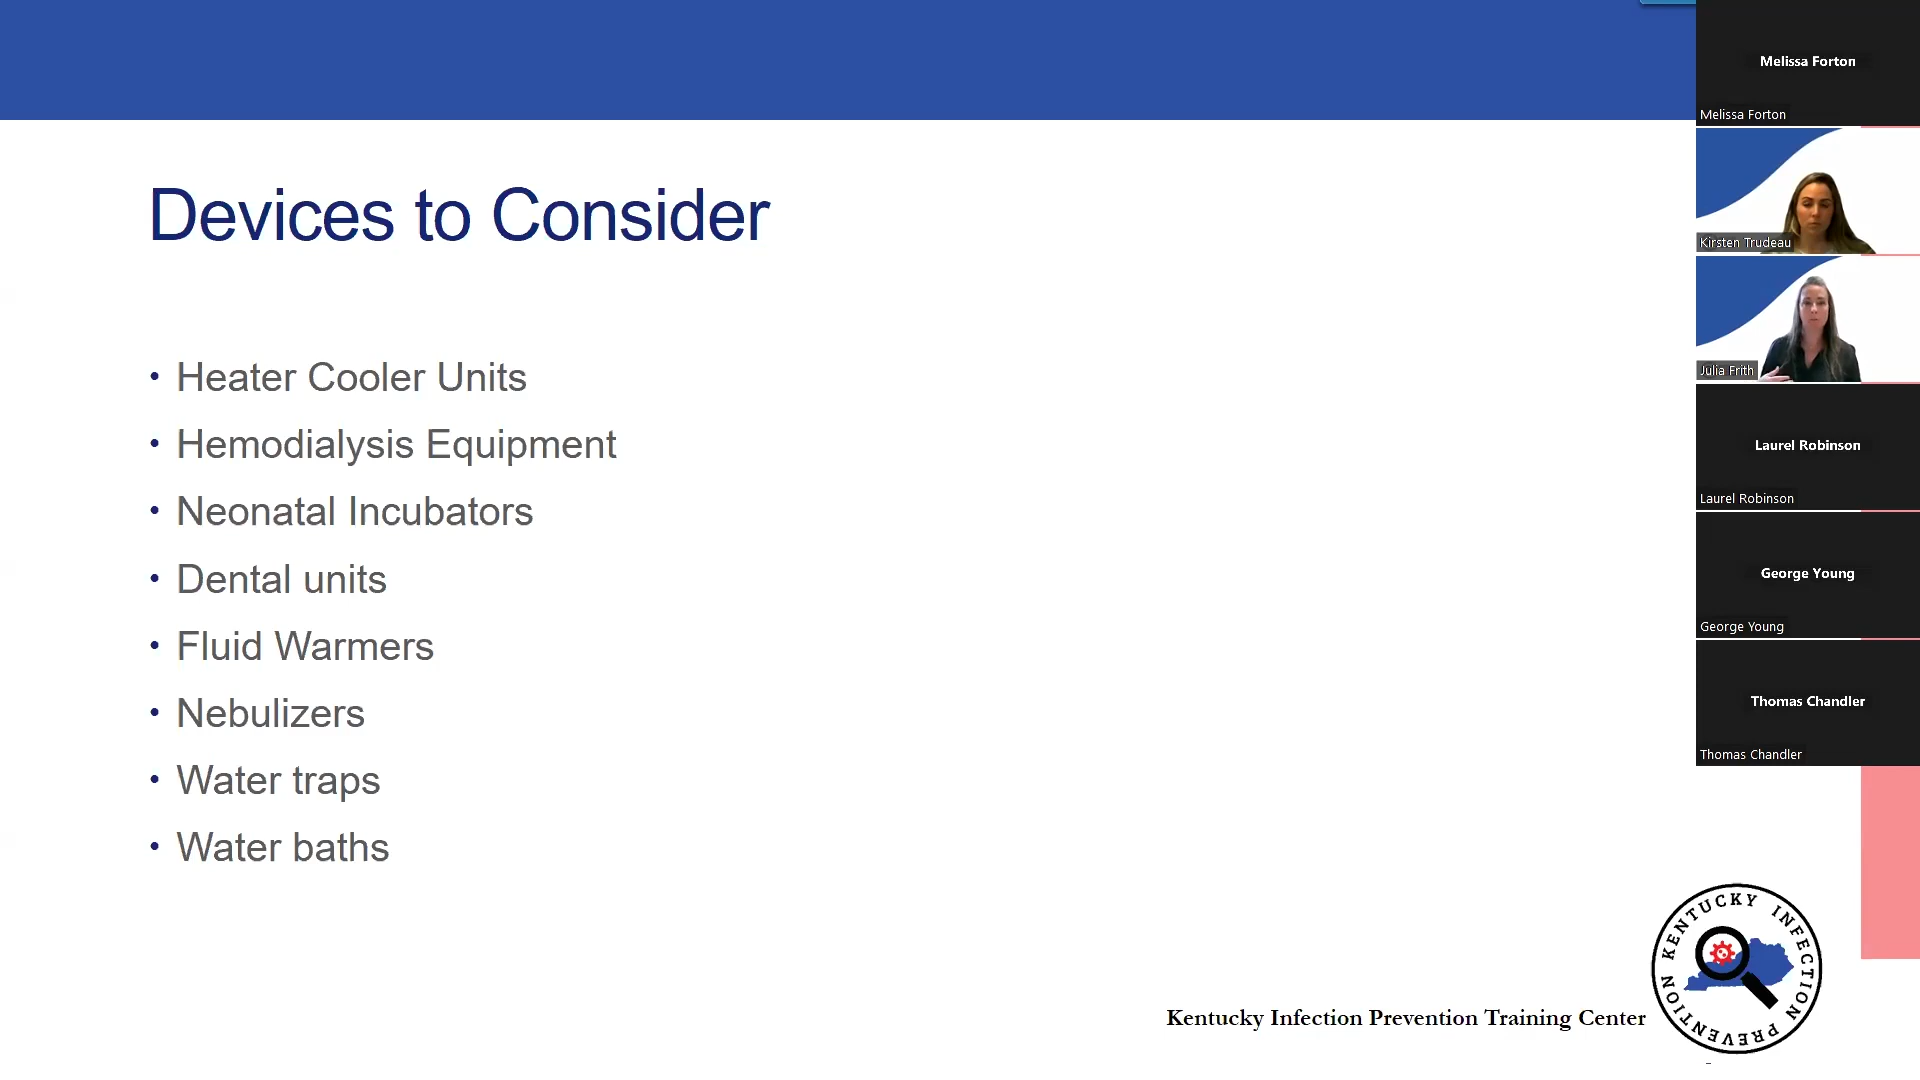 Devices to Consider
• Heater Cooler Units
• Hemodialysis Equipment
• Neonatal Incubators
• Dental units
• Fluid Warmers
• Nebulizers
• Water traps
• Water baths
Kentucky Infection Prevention Training Center
KENTUCKY INFECTION PREVENTION
Melissa Forton
Melissa Forton
Kirsten Trudeau
Julia Frith
Laurel Robinson
Laurel Robinson
George Young
George Young
Thomas Chandler
Thomas Chandler